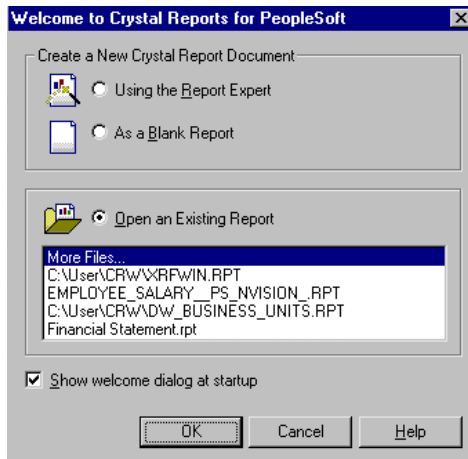 Welcome to Crystal Reports for PeopleSoft
Create a New Crystal Report Document
Using the Report Expert
As a Blank Report
Open an Existing Report
More Files...
C:\User\CRW\XRFWIN.RPT
EMPLOYEE_SALARY__PS_NVISION_.RPT
C:\User\CRW\DW_BUSINESS_UNITS.RPT
Financial Statement.rpt
Show welcome dialog at startup
OK Cancel Help